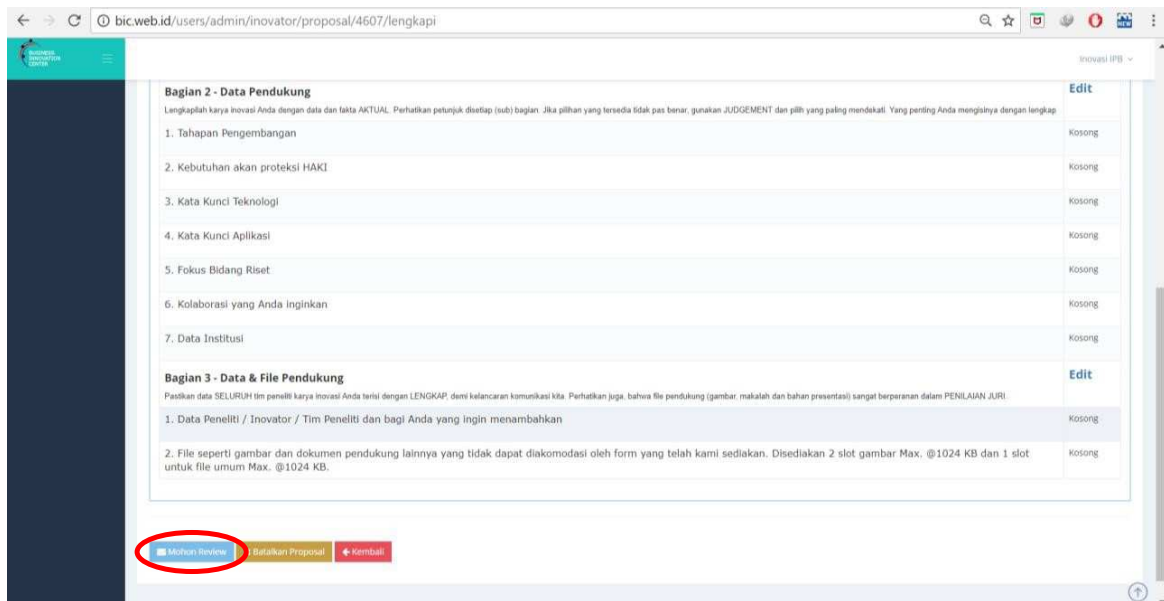 bic.web.id/users/admin/inovator/proposal/4607/lengkapi
BUSINESS
INNOVATION
CENTER
Inovasi IPB
Bagian 2 - Data Pendukung
Edit
Lengkapilah karya inovasi Anda dengan data dan fakta AKTUAL. Perhatikan petunjuk disetiap (sub) bagian. Jika pilihan yang tersedia tidak pas benar, gunakan JUDGEMENT dan pilih yang paling mendekati. Yang penting Anda mengisinya dengan lengkap
1. Tahapan Pengembangan
Kosong
2. Kebutuhan akan proteksi HAKI
Kosong
3. Kata Kunci Teknologi
Kosong
4. Kata Kunci Aplikasi
Kosong
5. Fokus Bidang Riset
Kosong
6. Kolaborasi yang Anda inginkan
Kosong
7. Data Institusi
Kosong
Bagian 3 - Data & File Pendukung
Edit
Pastikan data SELURUH tim peneliti karya inovasi Anda terisi dengan LENGKAP, demi kelancaran komunikasi kita. Perhatikan juga, bahwa file pendukung (gambar, makalah dan bahan presentasi) sangat berperanan dalam PENILAIAN JURI.
1. Data Peneliti / Inovator / Tim Peneliti dan bagi Anda yang ingin menambahkan
Kosong
2. File seperti gambar dan dokumen pendukung lainnya yang tidak dapat diakomodasi oleh form yang telah kami sediakan. Disediakan 2 slot gambar Max. @1024 KB dan 1 slot
untuk file umum Max. @1024 KB.
Kosong
Mohon Review
Batalkan Proposal
Kembali